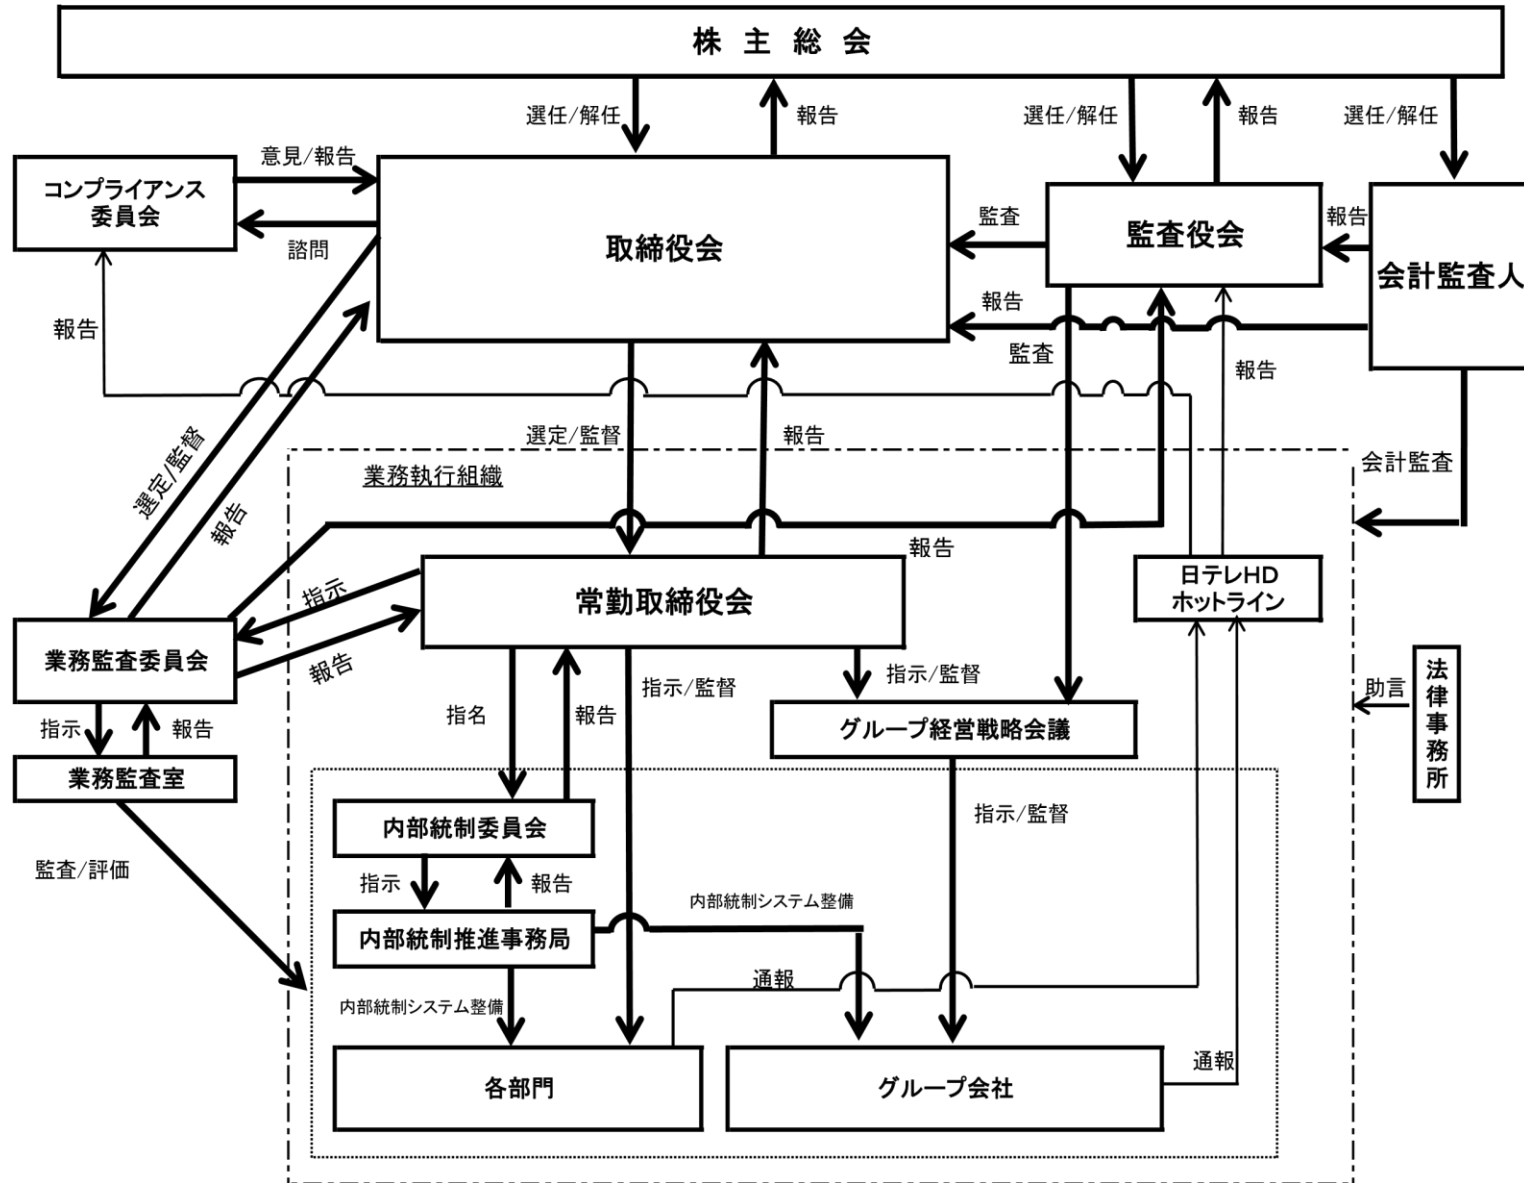 株主総会
選任/解任
報告
選任/解任
報告
選任/解任
コンプライアンス
委員会
意見/報告
諮問
取締役会
監査
監査役会
報告
会計監査人
報告
報告
監査
報告
選定/監督
報告
選定/監督
報告
会計監査
業務執行組織
報告
指示
報告
常勤取締役会
日テレHD
ホットライン
業務監査委員会
指示
報告
業務監査室
指名
報告
指示/監督
指示/監督
グループ経営戦略会議
助言
法律事務所
監査/評価
内部統制委員会
指示
報告
指示/監督
内部統制推進事務局
内部統制システム整備
内部統制システム整備
通報
各部門
グループ会社
通報